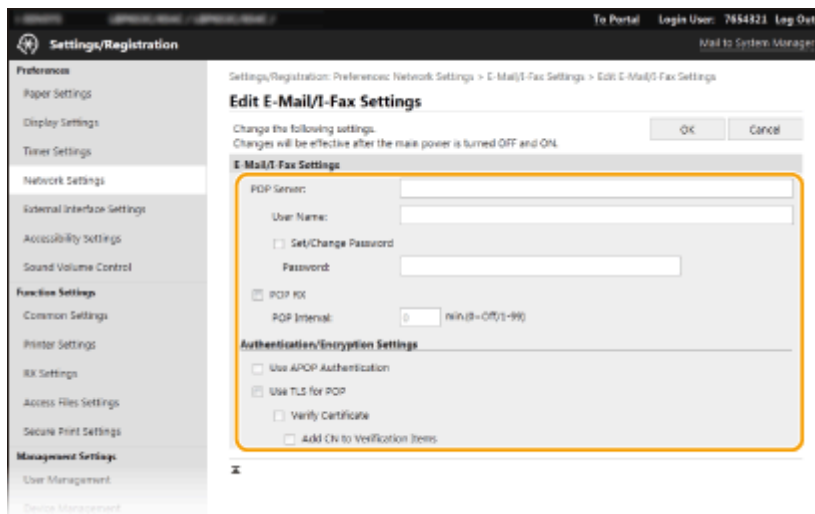 To Portal Login User: 7654321 Log Out
Settings/Registration
Mail to System Manager
Preferences
Paper Settings
Display Settings
Timer Settings
Network Settings
External Interface Settings
Accessibility Settings
Sound Volume Control
Function Settings
Common Settings
Printer Settings
RX Settings
Access Files Settings
Secure Print Settings
Management Settings
User Management
Device Management
Settings/Registration: Preferences: Network Settings > E-Mail/I-Fax Settings > Edit E-Mail/I-Fax Settings
Edit E-Mail/I-Fax Settings
Change the following settings.
Changes will be effective after the main power is turned OFF and ON.
OK Cancel
E-Mail/I-Fax Settings
POP Server:
User Name:
Set/Change Password
Password:
POP RX
POP Interval: 0 min.(0=Off/1-99)
Authentication/Encryption Settings
Use APOP Authentication
Use TLS for POP
Verify Certificate
Add CN to Verification Items